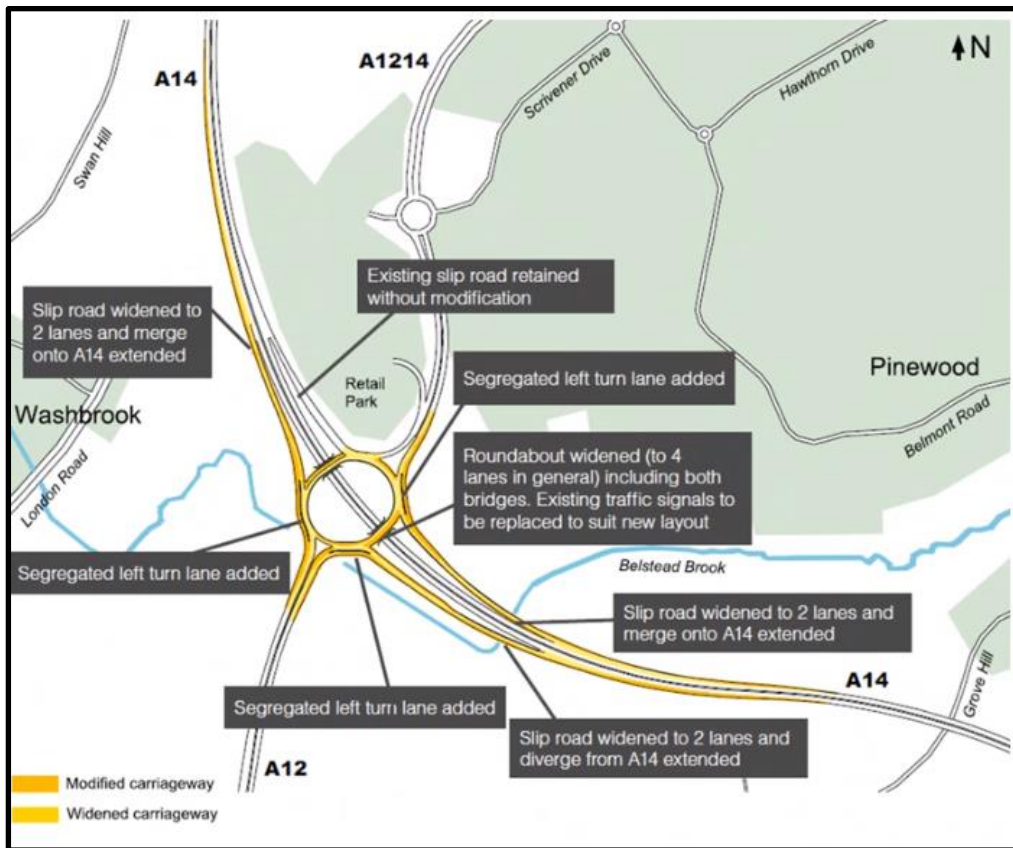 A14
A1214
N
Scrivener Drive
Hawthorn Drive
Swan Hill
Existing slip road retained
without modification
Slip road widened to
2 lanes and merge
onto A14 extended
Retail
Park
Segregated left turn lane added
Pinewood
Washbrook
Belmont Road
London Road
Roundabout widened (to 4
lanes in general) including both
bridges. Existing traffic signals to
be replaced to suit new layout
Segregated left turn lane added
Belstead Brook
Slip road widened to 2 lanes and
merge onto A14 extended
A14
Grove Hill
Segregated left turn lane added
Slip road widened to 2 lanes and
diverge from A14 extended
A12
Modified carriageway
Widened carriageway